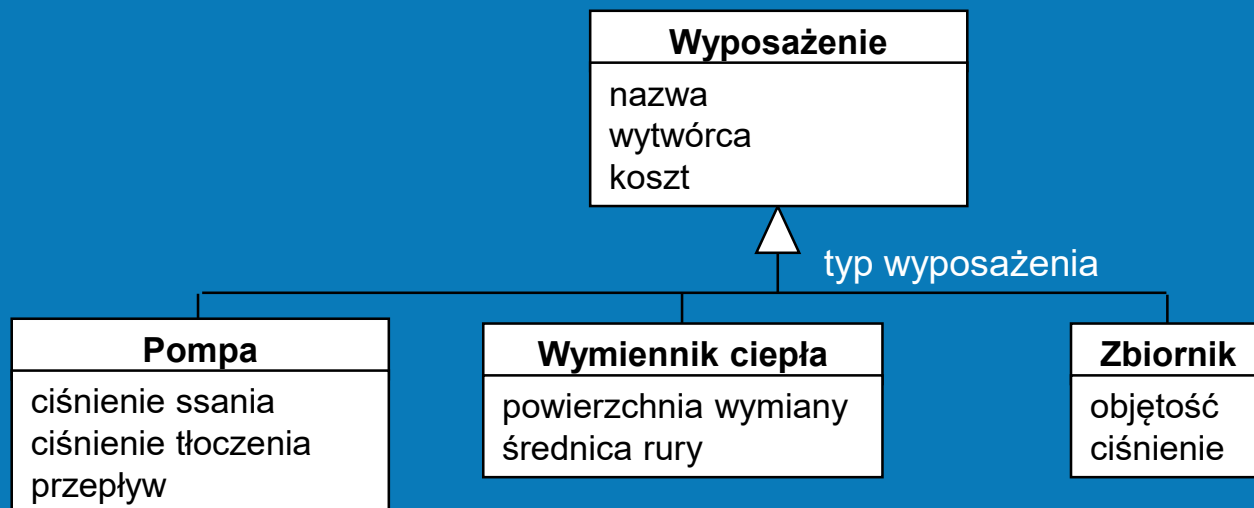 Wyposażenie
nazwa
wytwórca
koszt
typ wyposażenia
Pompa
ciśnienie ssania
ciśnienie tłoczenia
przepływ
Wymiennik ciepła
powierzchnia wymiany
średnica rury
Zbiornik
objętość
ciśnienie